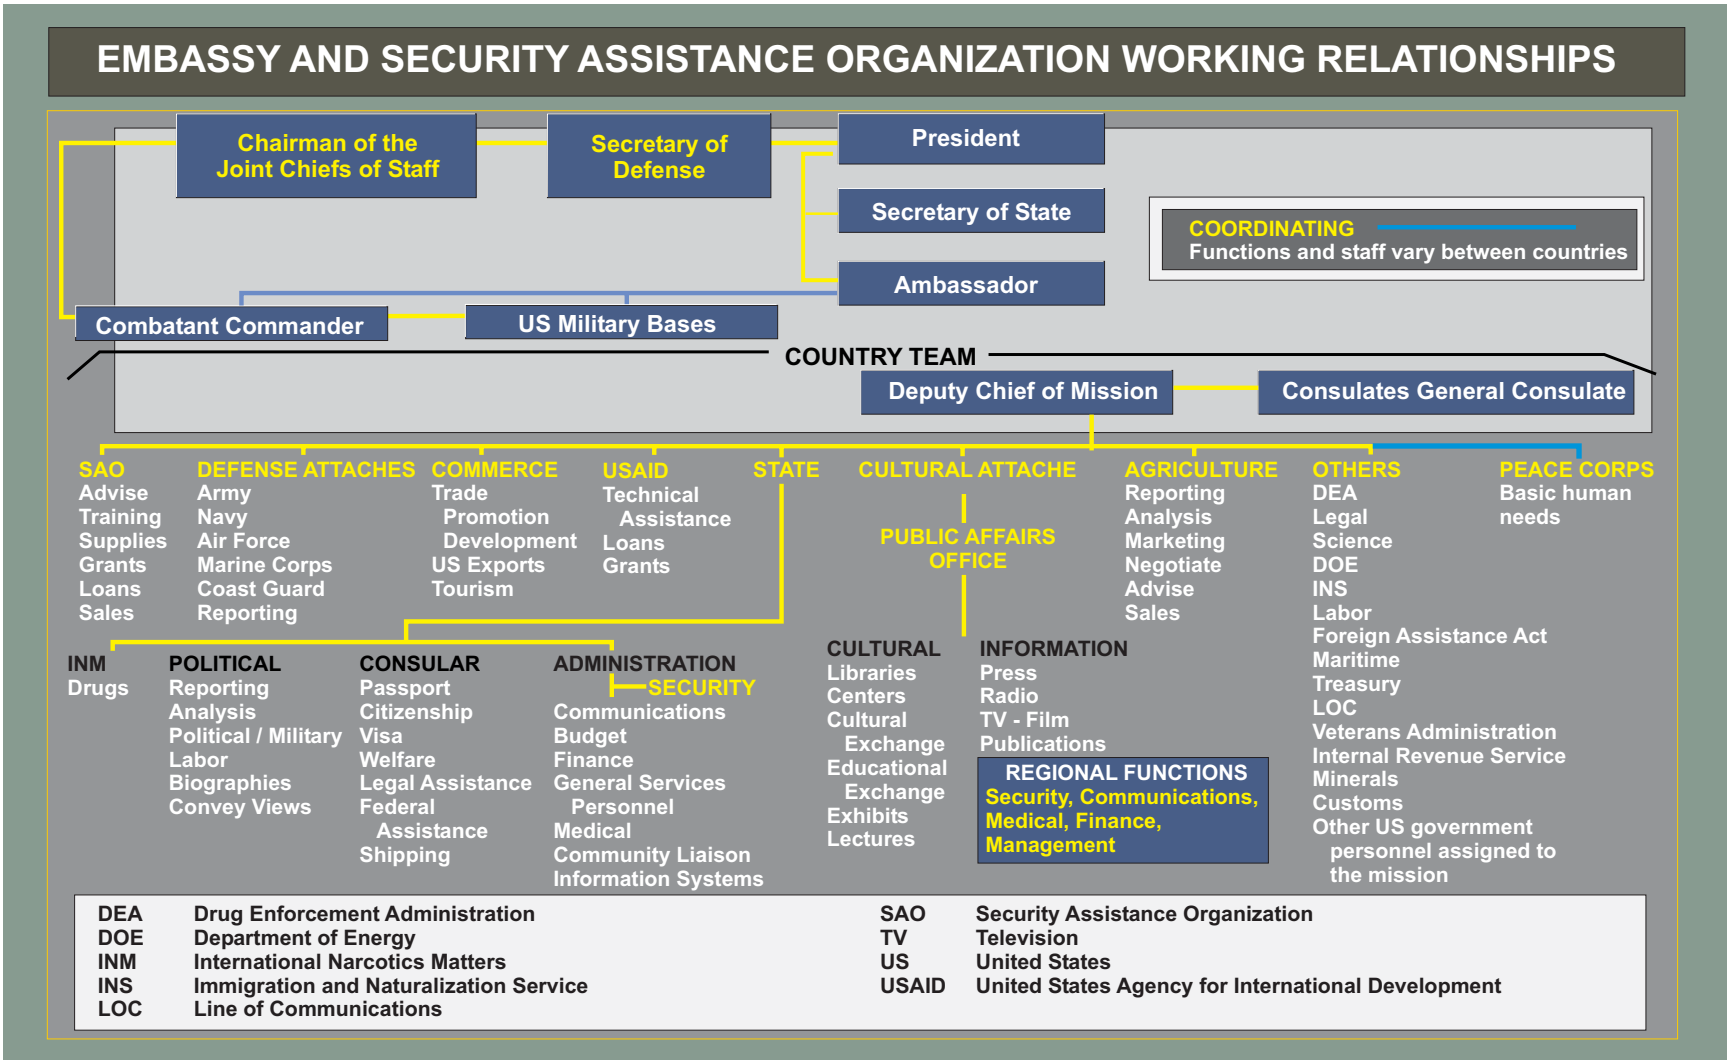 EMBASSY AND SECURITY ASSISTANCE ORGANIZATION WORKING RELATIONSHIPS
Chairman of the
Joint Chiefs of Staff
Secretary of
Defense
President
Secretary of State
Ambassador
COORDINATING
Functions and staff vary between countries
Combatant Commander
US Military Bases
COUNTRY TEAM
Deputy Chief of Mission
Consulates General Consulate
SAO
Advise
Training
Supplies
Grants
Loans
Sales
DEFENSE ATTACHES
Army
Navy
Air Force
Marine Corps
Coast Guard
Reporting
COMMERCE
Trade
Promotion
Development
US Exports
Tourism
USAID
Technical
Assistance
Loans
Grants
STATE
CULTURAL ATTACHE
PUBLIC AFFAIRS
OFFICE
AGRICULTURE
Reporting
Analysis
Marketing
Negotiate
Advise
Sales
OTHERS
DEA
Legal
Science
DOE
INS
Labor
Foreign Assistance Act
Maritime
Treasury
LOC
Veterans Administration
Internal Revenue Service
Minerals
Customs
Other US government
personnel assigned to
the mission
PEACE CORPS
Basic human
needs
INM
Drugs
POLITICAL
Reporting
Analysis
Political / Military
Labor
Biographies
Convey Views
CONSULAR
Passport
Citizenship
Visa
Welfare
Legal Assistance
Federal
Assistance
Shipping
ADMINISTRATION
SECURITY
Communications
Budget
Finance
General Services
Personnel
Medical
Community Liaison
Information Systems
CULTURAL
Libraries
Centers
Cultural
Exchange
Educational
Exchange
Exhibits
Lectures
INFORMATION
Press
Radio
TV - Film
Publications
REGIONAL FUNCTIONS
Security, Communications,
Medical, Finance,
Management
DEA Drug Enforcement Administration
DOE Department of Energy
INM International Narcotics Matters
INS Immigration and Naturalization Service
LOC Line of Communications
SAO Security Assistance Organization
TV Television
US United States
USAID United States Agency for International Development